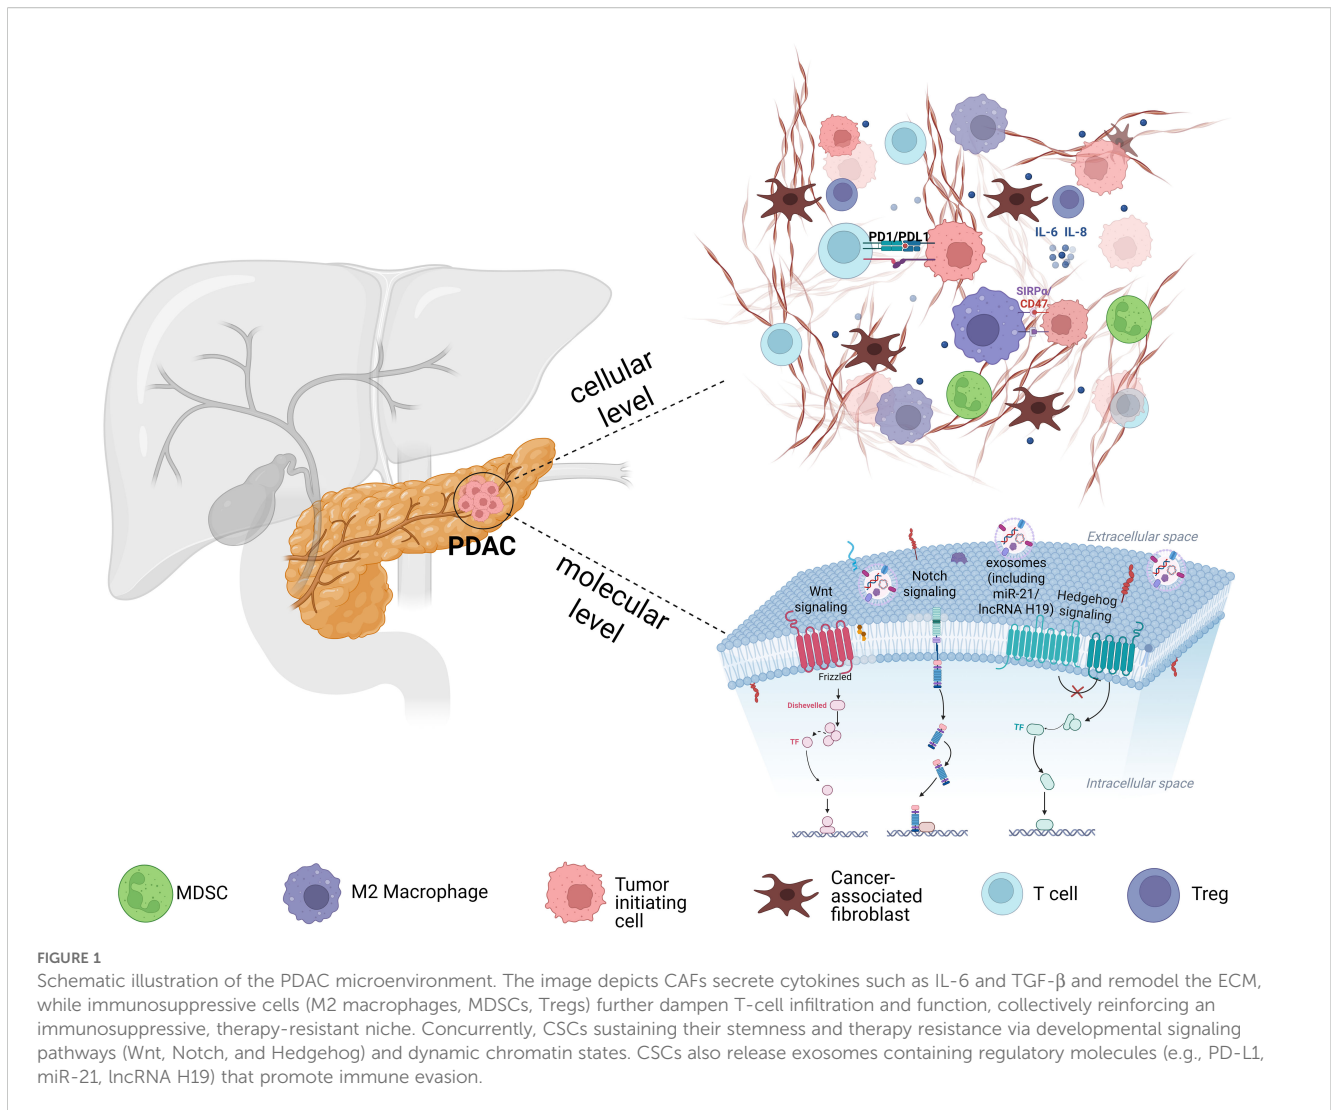 PD1/PDL1
IL-6 IL-8
SIRPα/
CD47
cellular
level
PDAC
molecular
level
Extracellular space
Wnt
signaling
Notch
signaling
exosomes
(including
miR-21/
lncRNA H19)
Hedgehog
signaling
Frizzled
Dishevelled
TF
TF
Intracellular space
MDSC
M2 Macrophage
Tumor
initiating
cell
Cancer-
associated
fibroblast
T cell
Treg
FIGURE 1
Schematic illustration of the PDAC microenvironment. The image depicts CAFs secrete cytokines such as IL-6 and TGF-β and remodel the ECM,
while immunosuppressive cells (M2 macrophages, MDSCs, Tregs) further dampen T-cell infiltration and function, collectively reinforcing an
immunosuppressive, therapy-resistant niche. Concurrently, CSCs sustaining their stemness and therapy resistance via developmental signaling
pathways (Wnt, Notch, and Hedgehog) and dynamic chromatin states. CSCs also release exosomes containing regulatory molecules (e.g., PD-L1,
miR-21, lncRNA H19) that promote immune evasion.